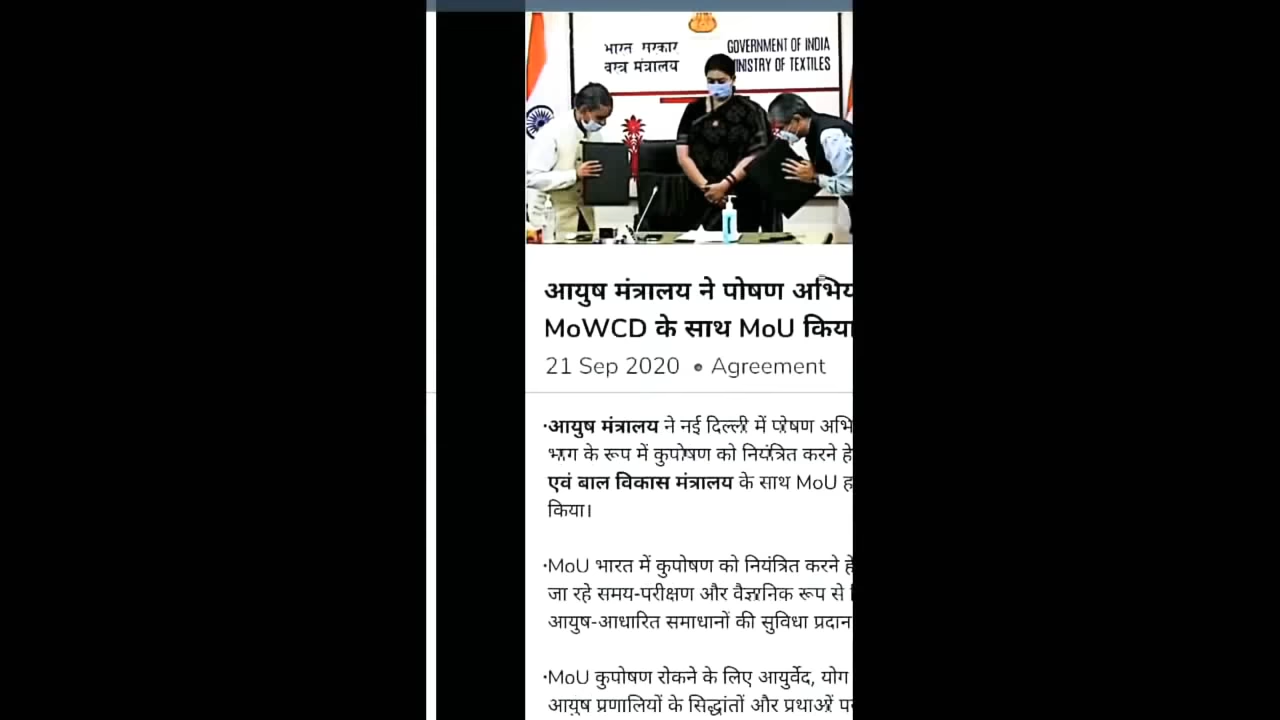 भारत सरकार
वस्त्र मंत्रालय
GOVERNMENT OF INDIA
MINISTRY OF TEXTILES
आयुष मंत्रालय ने पोषण अभिय
MoWCD के साथ MoU किया
21 Sep 2020 • Agreement
·आयुष मंत्रालय ने नई दिल्ली में पोषण अभि
भाग के रूप में कुपोषण को नियंत्रित करने हे
एवं बाल विकास मंत्रालय के साथ MoU ह
किया।
·MoU भारत में कुपोषण को नियंत्रित करने हे
जा रहे समय-परीक्षण और वैज्ञानिक रूप से
आयुष-आधारित समाधानों की सुविधा प्रदान
·MoU कुपोषण रोकने के लिए आयुर्वेद, योग
आयुष प्रणालियों के सिद्धांतों और प्रथाओं पर